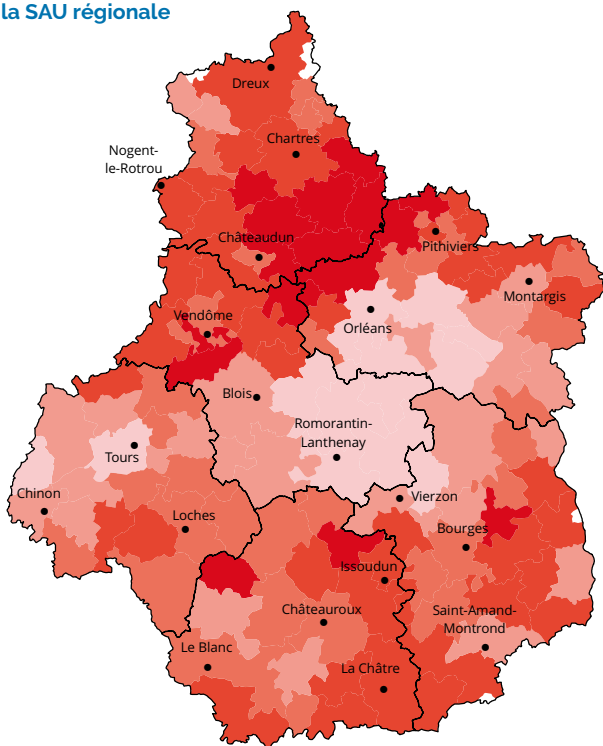 la SAU régionale
Dreux
Chartres
Nogent-
le-Rotrou
Châteaudun
Pithiviers
Montargis
Vendôme
Orléans
Blois
Romorantin-
Lanthenay
Tours
Chinon
Vierzon
Loches
Bourges
Issoudun
Châteauroux
Saint-Amand-
Montrond
Le Blanc
La Châtre